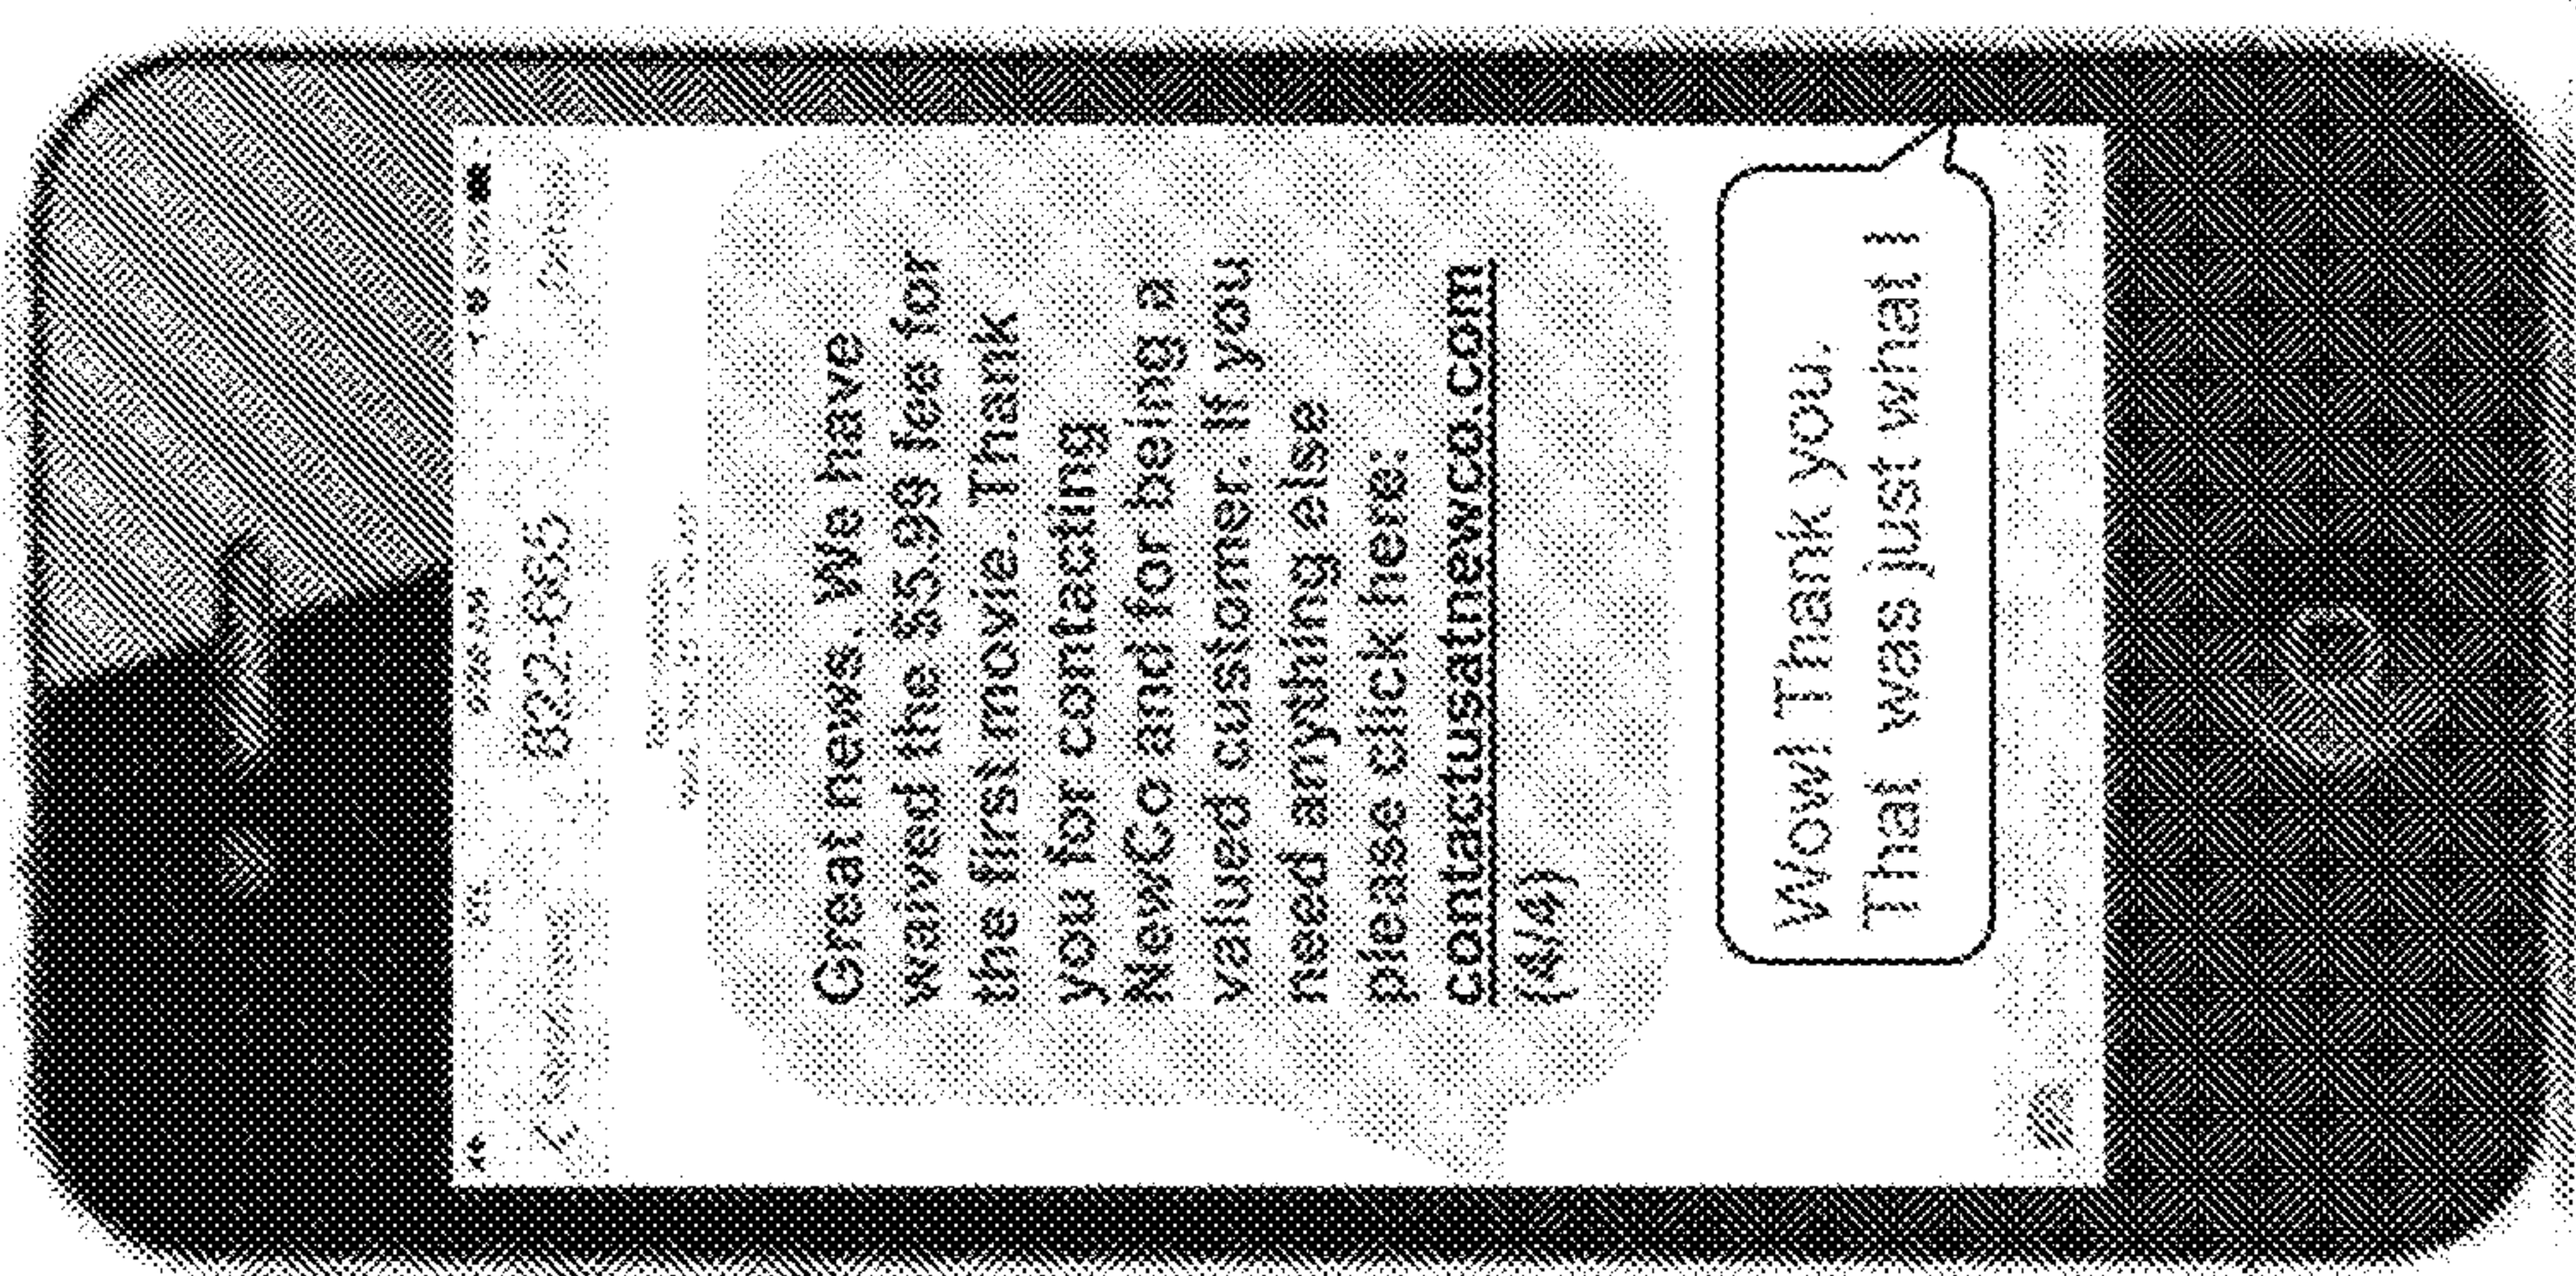 822-885
Great news. We have
waived the $5.99 fee for
the first movie. Thank
you for contacting
NewCo and for being a
valued customer. If you
need anything else
please click here:
contactusatnewco.com
(4/4)
Wow! Thank you.
That was just what I